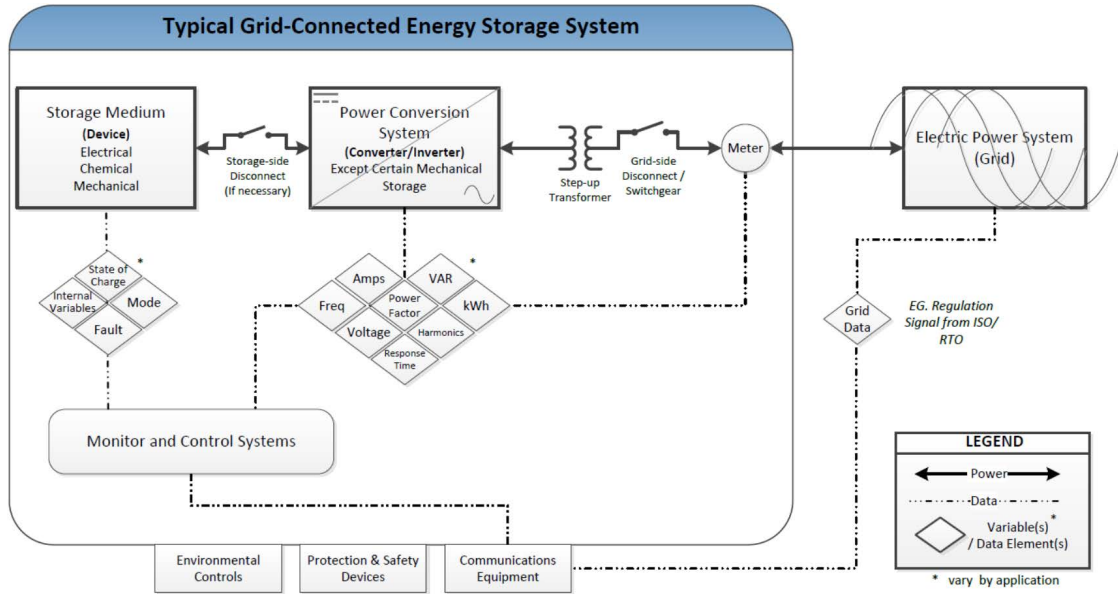 Typical Grid-Connected Energy Storage System
Storage Medium
(Device)
Electrical
Chemical
Mechanical
Storage-side
Disconnect
(If necessary)
Power Conversion
System
(Converter/Inverter)
Except Certain Mechanical
Storage
Step-up
Transformer
Grid-side
Disconnect /
Switchgear
Meter
Electric Power System
(Grid)
State of
Charge
*
Internal
Variables
Mode
Fault
Amps
VAR
*
Freq
Power
Factor
kWh
Voltage
Harmonics
Response
Time
Grid
Data
EG. Regulation
Signal from ISO/
RTO
Monitor and Control Systems
Environmental
Controls
Protection & Safety
Devices
Communications
Equipment
LEGEND
Power
Data
Variable(s) *
/ Data Element(s)
* vary by application